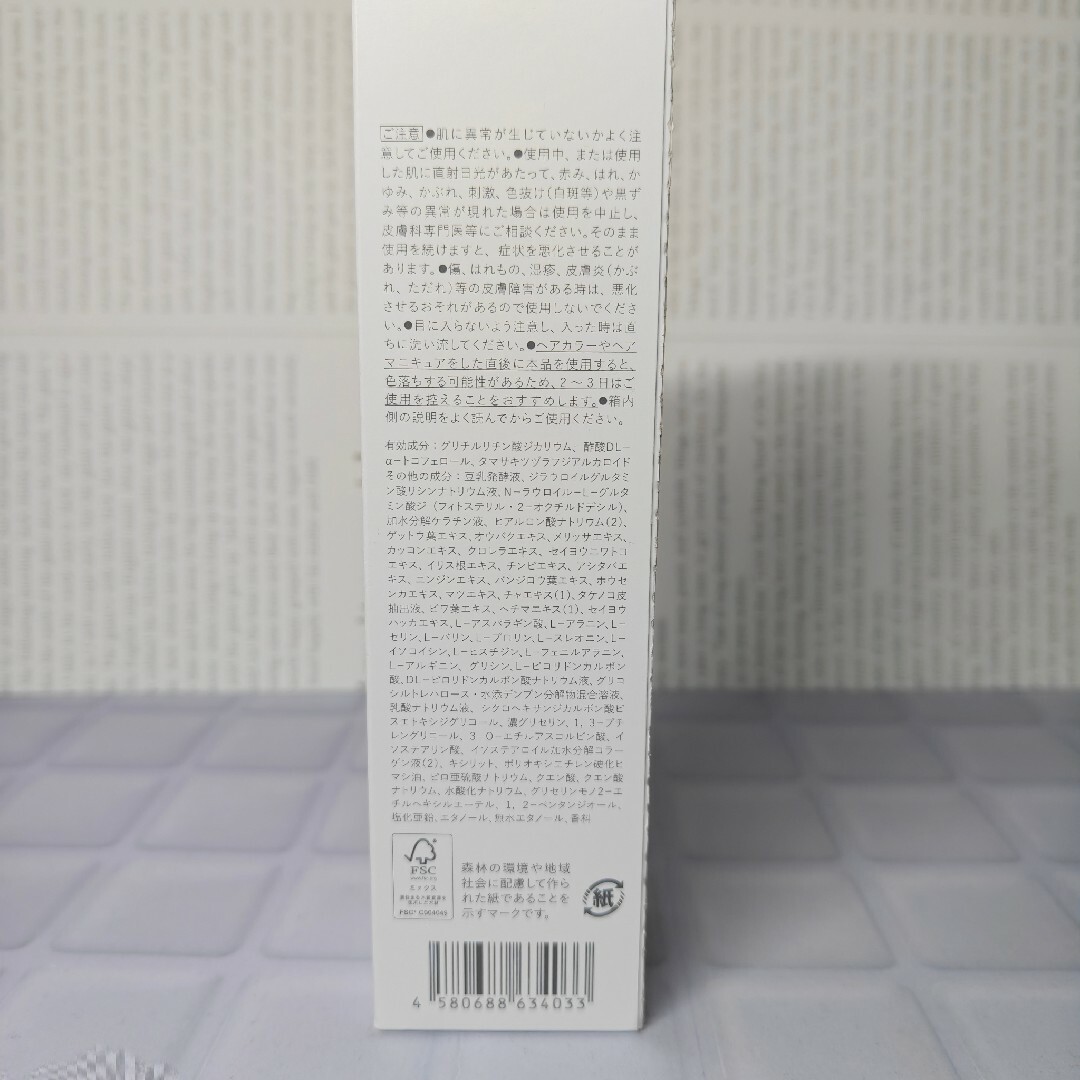 ご注意 ●肌に異常が生じていないかよく注
意してご使用ください。●使用中、または使用
した肌に直射日光があたって、赤み、はれ、か
ゆみ、かぶれ、刺激、色抜け(白斑等)や黒ず
み等の異常が現れた場合は使用を中止し、
皮膚科専門医等にご相談ください。そのまま
使用を続けますと、症状を悪化させることが
あります。●傷、はれもの、湿疹、皮膚炎(かぶ
れ、ただれ)等の皮膚障害がある時は、悪化
させるおそれがあるので使用しないでくださ
い。●目に入らないよう注意し、入った時は直
ちに洗い流してください。●ヘアカラーやヘア
マニキュアをした直後に本品を使用すると、
色落ちする可能性があるため、2〜3日はご
使用を控えることをおすすめします。●箱内
側の説明をよく読んでからご使用ください。
有効成分:グリチルリチン酸ジカリウム、酢酸DL-
α-トコフェロール、タマサキツヅラフジアルカロイド
その他の成分:豆乳発酵液、ジラウロイルグルタミ
ン酸リシンナトリウム液、N-ラウロイル-L-グルタ
ミン酸ジ(フィトステリル・2-オクチルドデシル)、
加水分解ケラチン液、ヒアルロン酸ナトリウム(2)、
ゲットウ葉エキス、オウバクエキス、メリッサエキス、
カッコンエキス、クロレラエキス、セイヨウニワトコ
エキス、イリス根エキス、チンピエキス、アシタバエ
キス、ニンジンエキス、バンジロウ葉エキス、ホウセ
ンカエキス、マツエキス、チャエキス(1)、タケノコ皮
抽出液、ビワ葉エキス、ヘチマエキス(1)、セイヨウ
ハッカエキス、L-アスパラギン酸、L-アラニン、L-
セリン、L-バリン、L-プロリン、L-スレオニン、L-
イソロイシン、L-ヒスチジン、L-フェニルアラニン、
L-アルギニン、グリシン、L-ピロリドンカルボン
酸、DL-ピロリドンカルボン酸ナトリウム液、グリコ
シルトレハロース・水添デンプン分解物混合溶液、
乳酸ナトリウム液、シクロヘキサンジカルボン酸ビ
スエトキシジグリコール、濃グリセリン、1,3-ブチ
レングリコール、3-O-エチルアスコルビン酸、イ
ソステアリン酸、イソステアロイル加水分解コラー
ゲン液(2)、キシリット、ポリオキシエチレン硬化ヒ
マシ油、ピロ亜硫酸ナトリウム、クエン酸、クエン酸
ナトリウム、水酸化ナトリウム、グリセリンモノ2-エ
チルヘキシルエーテル、1,2-ペンタンジオール、
塩化亜鉛、エタノール、無水エタノール、香料
FSC
ミックス
森林の環境や地域
社会に配慮して作ら
れた紙であることを
示すマークです。
紙
4 580688 634033